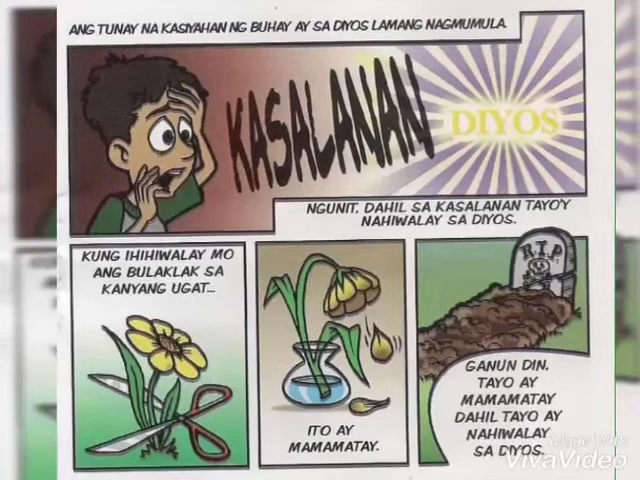 ANG TUNAY NA KASIYAHAN NG BUHAY AY SA DIYOS LAMANG NAGMUMULA.
KASALANAN
DIYOS
NGUNIT, DAHIL SA KASALANAN TAYO'Y
NAHIWALAY SA DIYOS.
KUNG IHIHIWALAY MO
ANG BULAKLAK SA
KANYANG UGAT...
ITO AY
MAMAMATAY.
R.I.P.
GANUN DIN,
TAYO AY
MAMAMATAY
DAHIL TAYO AY
NAHIWALAY
SA DIYOS.
Made With
VivaVideo